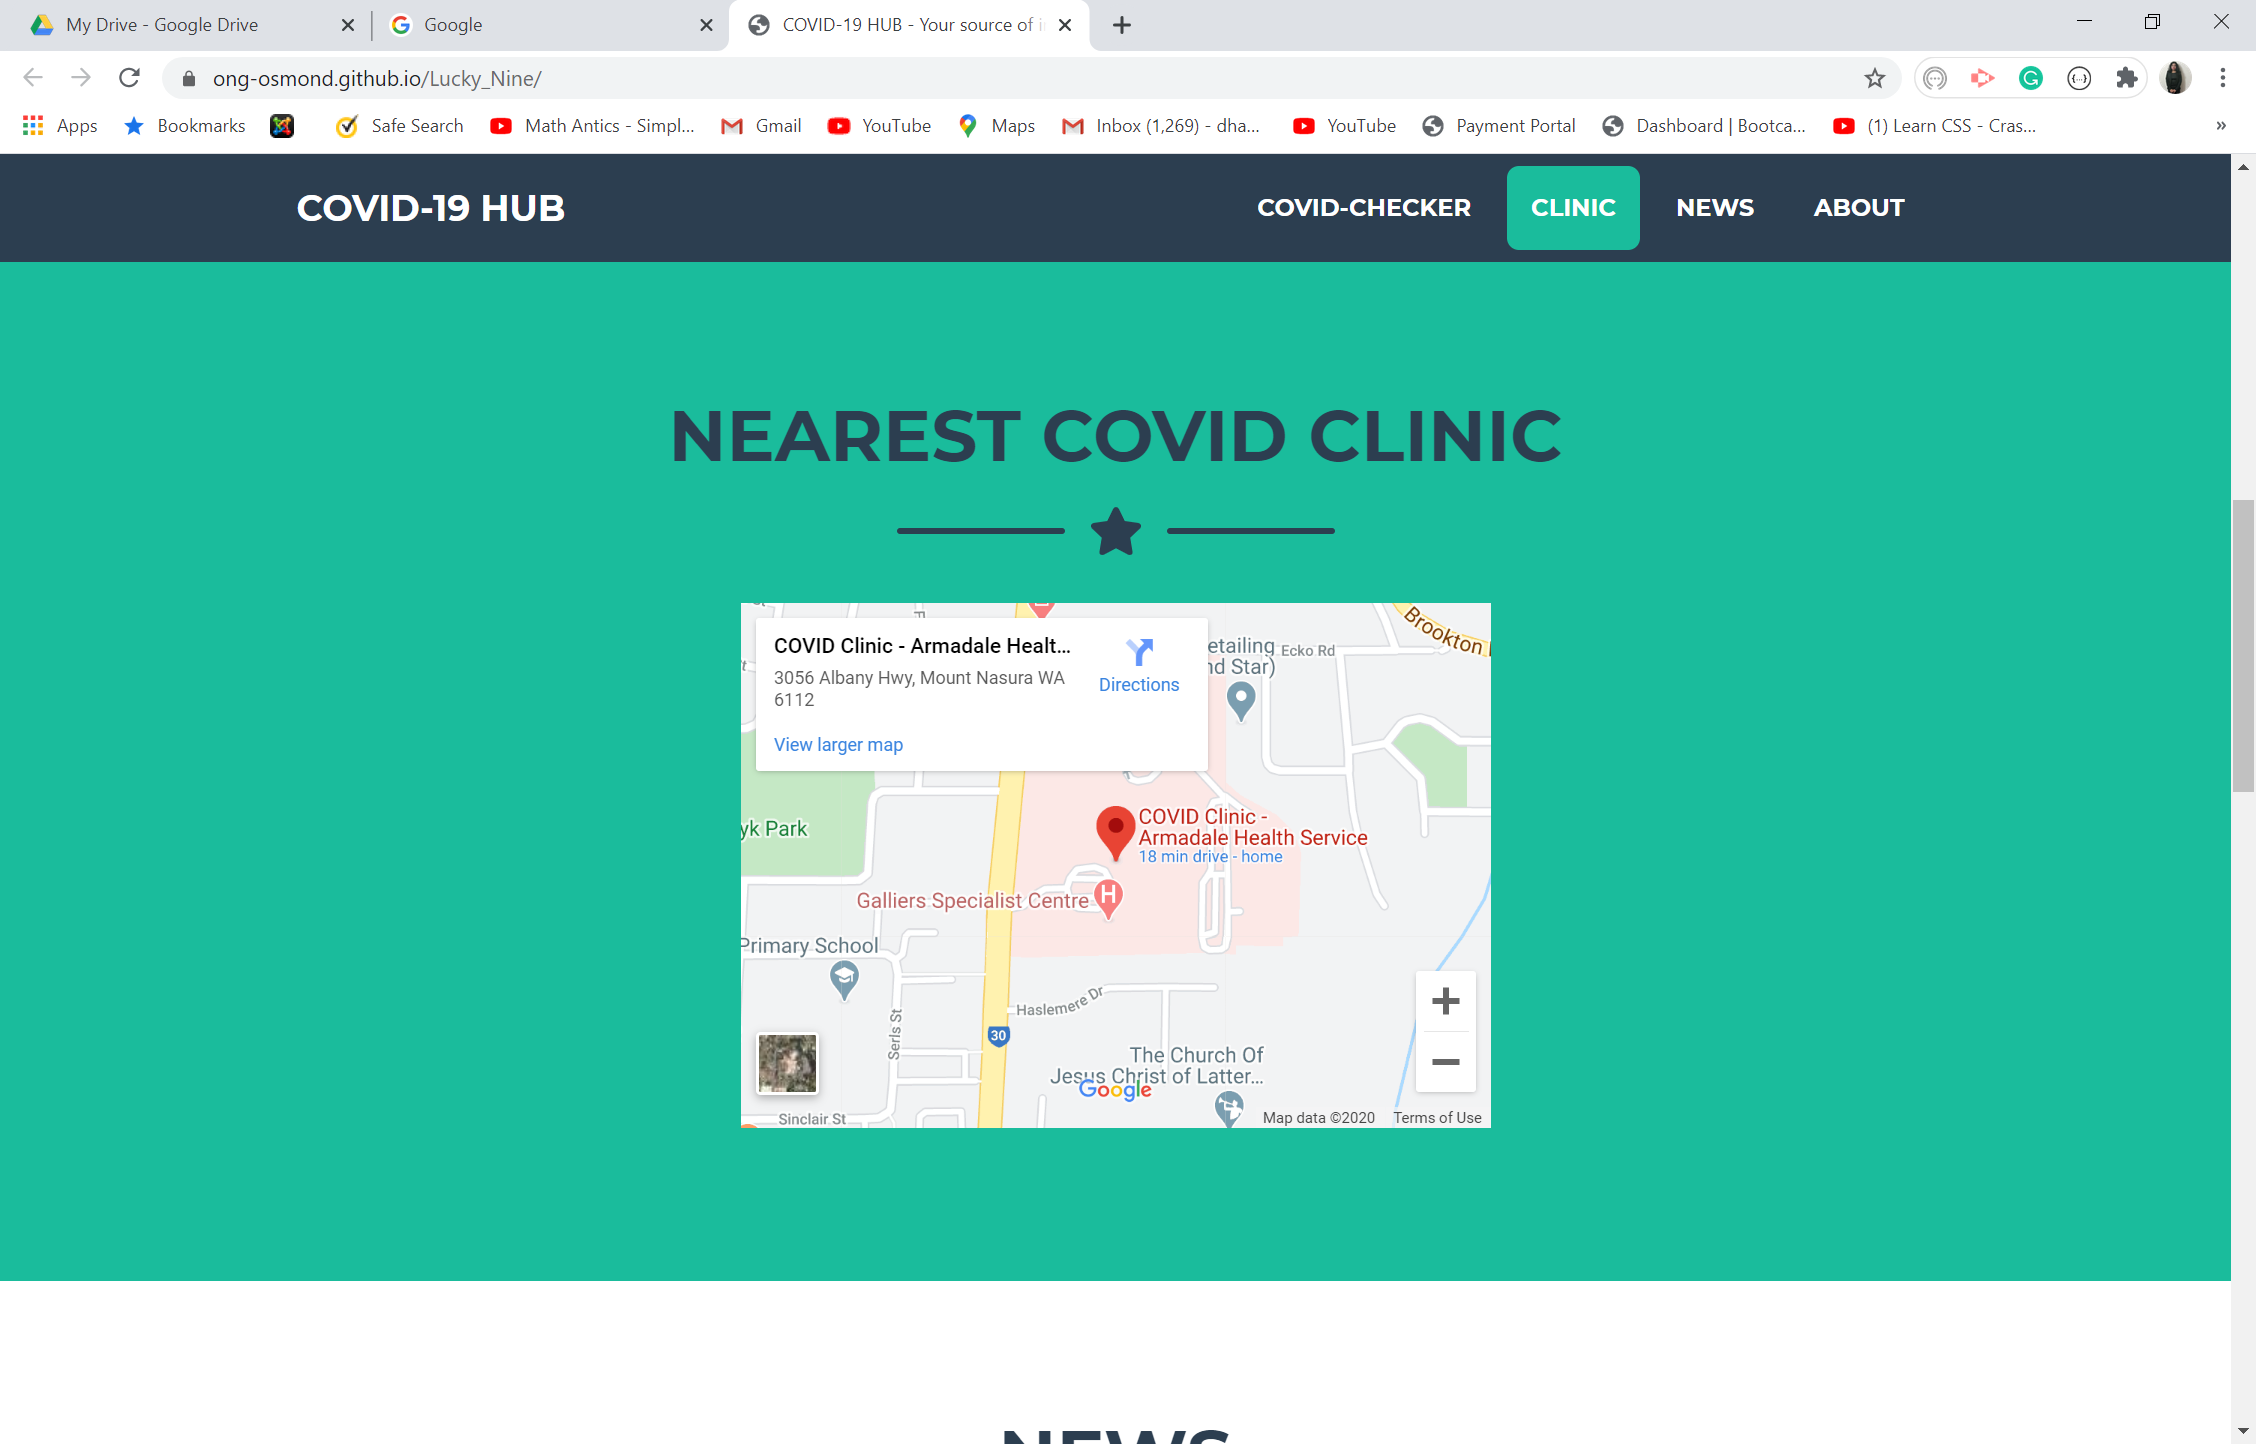 My Drive - Google Drive
Google
COVID-19 HUB - Your source of i
ong-osmond.github.io/Lucky_Nine/
Apps
Bookmarks
Safe Search
Math Antics - Simpl...
Gmail
YouTube
Maps
Inbox (1,269) - dha...
YouTube
Payment Portal
Dashboard | Bootca...
(1) Learn CSS - Cras...
COVID-19 HUB
COVID-CHECKER
CLINIC
NEWS
ABOUT
NEAREST COVID CLINIC
COVID Clinic - Armadale Healt...
3056 Albany Hwy, Mount Nasura WA
6112
Directions
View larger map
etailing
nd Star)
Ecko Rd
Brookton
yk Park
COVID Clinic -
Armadale Health Service
18 min drive - home
Galliers Specialist Centre
H
Primary School
Haslemere Dr
Serls St
30
The Church Of
Jesus Christ of Latter...
Google
Sinclair St
Map data ©2020
Terms of Use
NEWS